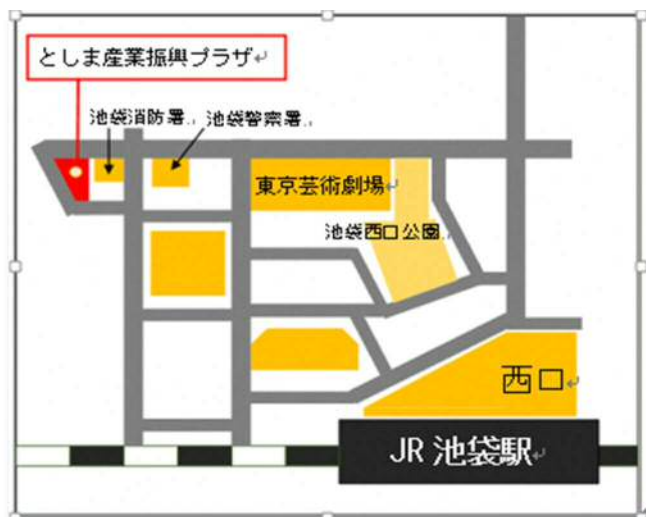 としま産業振興プラザ
池袋消防署
池袋警察署
東京芸術劇場
池袋西口公園
西口
JR 池袋駅